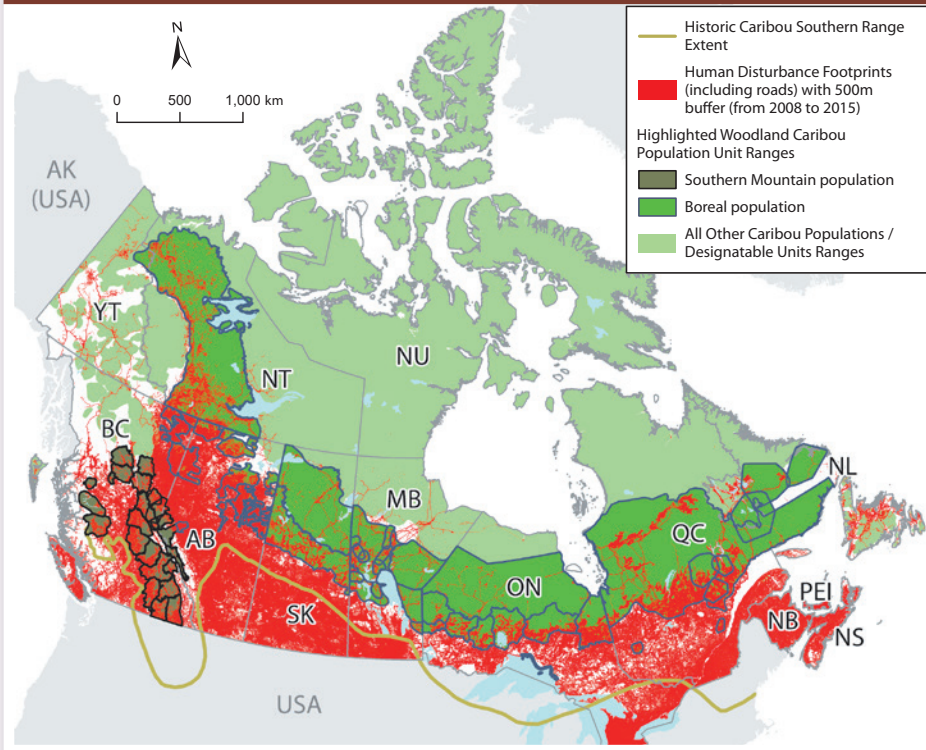 N
0 500 1,000 km
Historic Caribou Southern Range
Extent
Human Disturbance Footprints
(including roads) with 500m
buffer (from 2008 to 2015)
Highlighted Woodland Caribou
Population Unit Ranges
Southern Mountain population
Boreal population
All Other Caribou Populations /
Designatable Units Ranges
AK
(USA)
YT
NT
NU
BC
AB
SK
MB
ON
QC
NL
PEI
NB
NS
USA